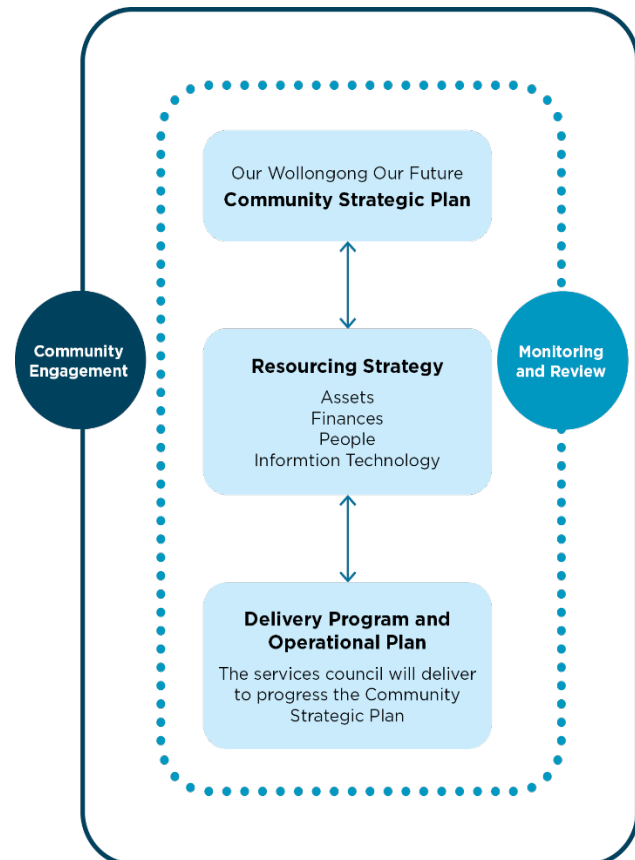 Our Wollongong Our Future
Community Strategic Plan
Community
Engagement
Resourcing Strategy
Assets
Finances
People
Informtion Technology
Monitoring
and Review
Delivery Program and
Operational Plan
The services council will deliver
to progress the Community
Strategic Plan